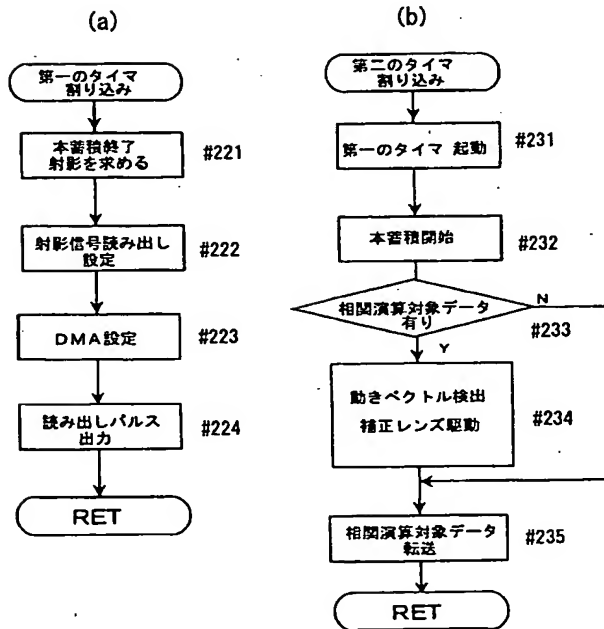 (a)
第一のタイマ
割り込み
本蓄積終了
射影を求める
#221
射影信号読み出し
設定
#222
DMA設定
#223
読み出しパルス
出力
#224
RET
(b)
第二のタイマ
割り込み
第一のタイマ 起動
#231
本蓄積開始
#232
相関演算対象データ
有り
N
#233
Y
動きベクトル検出
補正レンズ駆動
#234
相関演算対象データ
転送
#235
RET